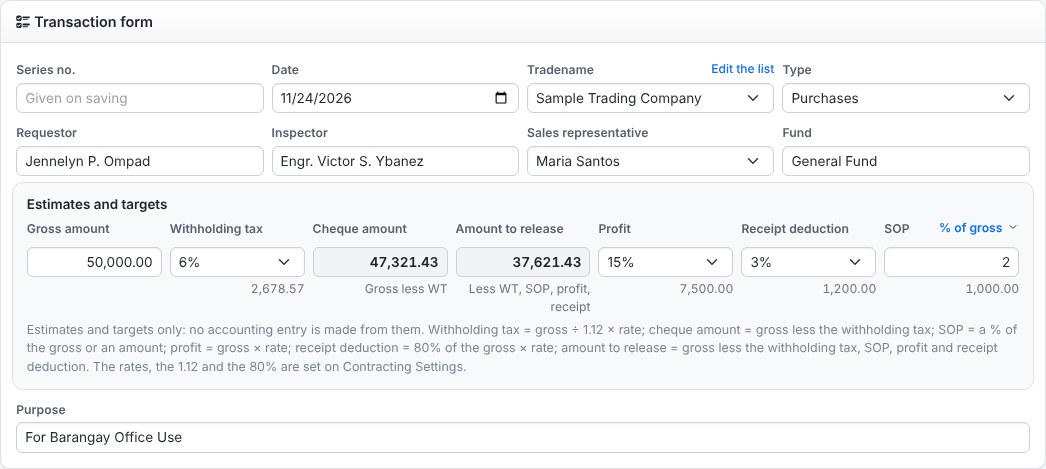 Transaction form
Series no.
Date
Tradename
Edit the list
Type
Given on saving
11/24/2026
Sample Trading Company
Purchases
Requestor
Inspector
Sales representative
Fund
Jennelyn P. Ompad
Engr. Victor S. Ybanez
Maria Santos
General Fund
Estimates and targets
Gross amount
Withholding tax
Cheque amount
Amount to release
Profit
Receipt deduction
SOP
% of gross
50,000.00
6%
47,321.43
37,621.43
15%
3%
2
2,678.57
Gross less WT
Less WT, SOP, profit,
receipt
7,500.00
1,200.00
1,000.00
Estimates and targets only: no accounting entry is made from them. Withholding tax = gross ÷ 1.12 × rate; cheque amount = gross less the withholding tax; SOP = a % of
the gross or an amount; profit = gross × rate; receipt deduction = 80% of the gross × rate; amount to release = gross less the withholding tax, SOP, profit and receipt
deduction. The rates, the 1.12 and the 80% are set on Contracting Settings.
Purpose
For Barangay Office Use